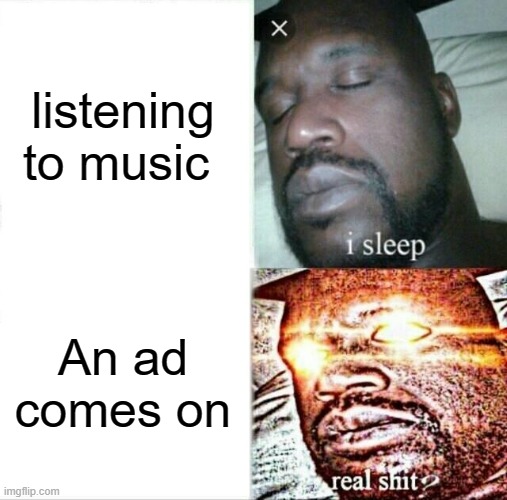 listening
to music
i sleep
An ad
comes on
real shit?
imgflip.com